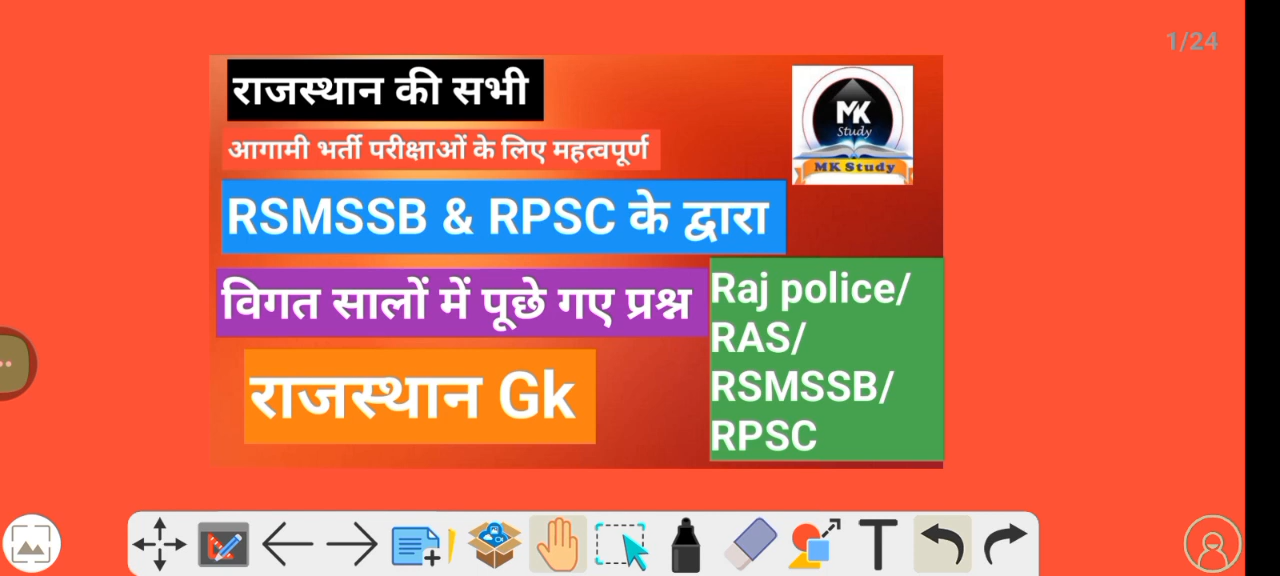 1/24
राजस्थान की सभी
आगामी भर्ती परीक्षाओं के लिए महत्वपूर्ण
RSMSSB & RPSC के द्वारा
विगत सालों में पूछे गए प्रश्न
राजस्थान Gk
MK
Study
MK Study
Raj police/
RAS/
RSMSSB/
RPSC
T